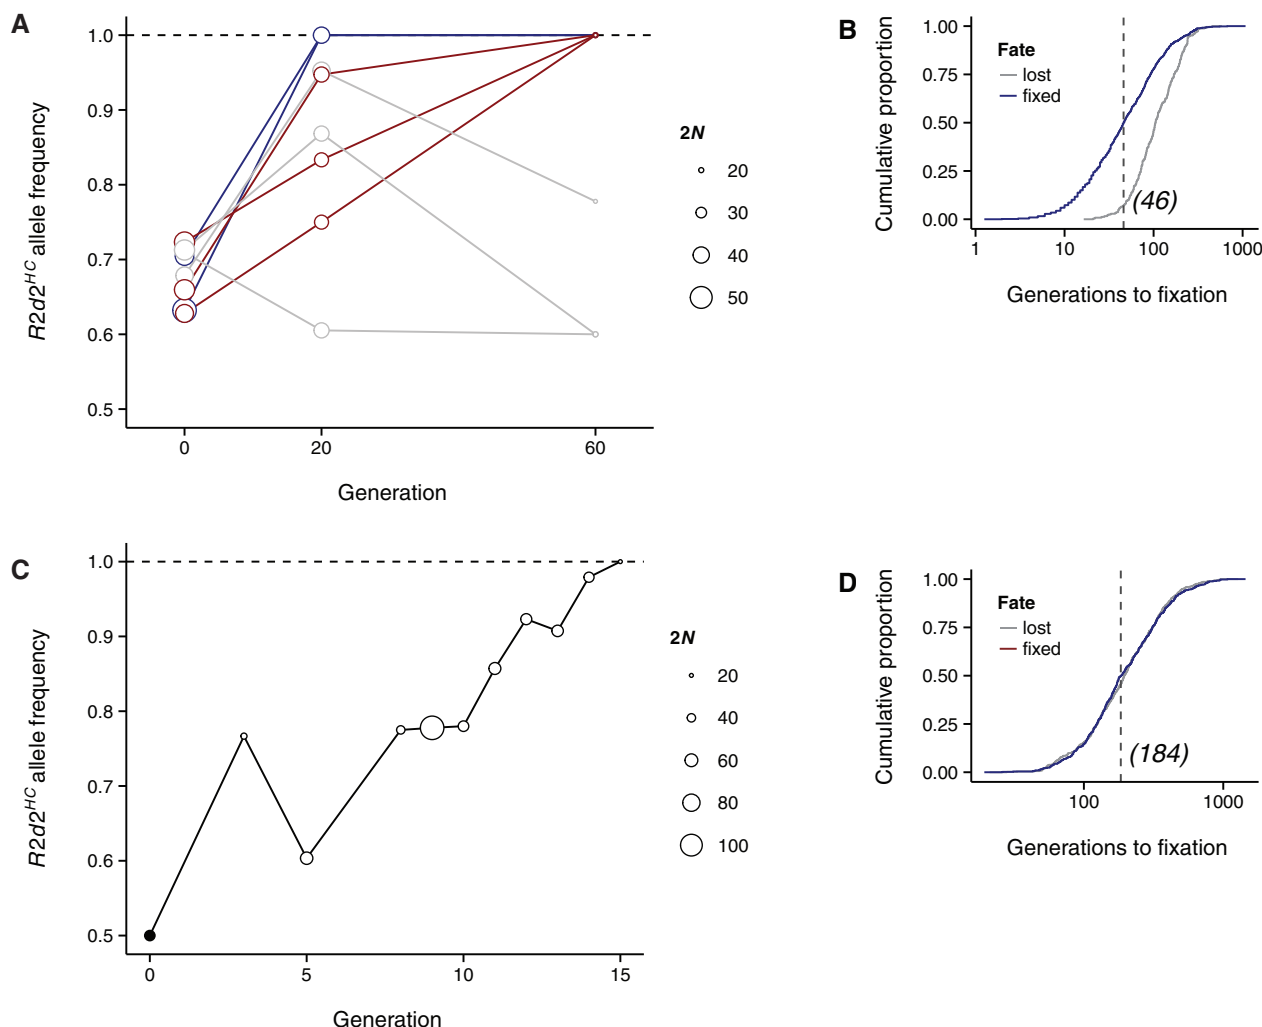 A
R2d2HC allele frequency
1.0
0.9
0.8
0.7
0.6
0.5
0
20
60
Generation
2N
20
30
40
50
B
Cumulative proportion
1.00
0.75
0.50
0.25
0.00
Fate
lost
fixed
(46)
1
10
100
1000
Generations to fixation
C
R2d2HC allele frequency
1.0
0.9
0.8
0.7
0.6
0.5
0
5
10
15
Generation
2N
20
40
60
80
100
D
Cumulative proportion
1.00
0.75
0.50
0.25
0.00
Fate
lost
fixed
(184)
100
1000
Generations to fixation